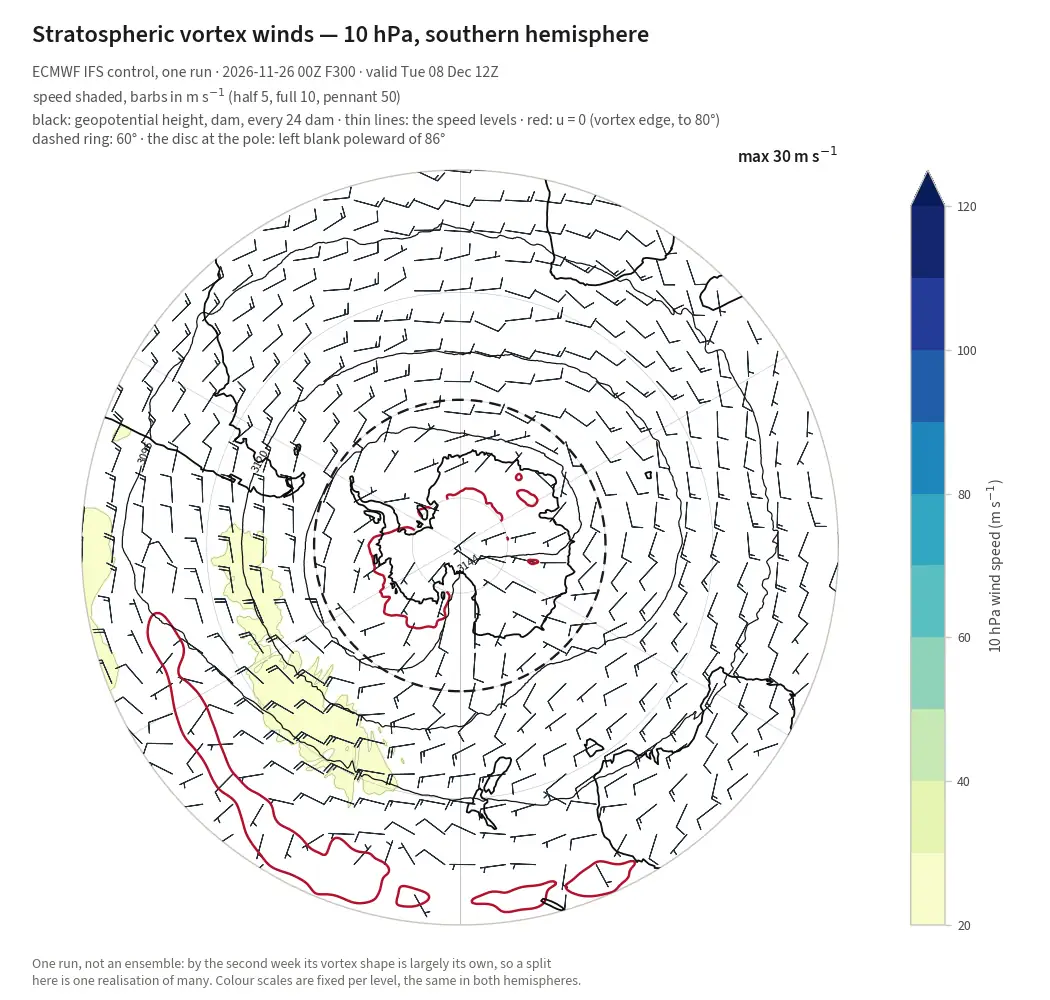 Stratospheric vortex winds — 10 hPa, southern hemisphere
ECMWF IFS control, one run · 2026-11-26 00Z F300 · valid Tue 08 Dec 12Z
speed shaded, barbs in m s⁻¹ (half 5, full 10, pennant 50)
black: geopotential height, dam, every 24 dam · thin lines: the speed levels · red: u = 0 (vortex edge, to 80°)
dashed ring: 60° · the disc at the pole: left blank poleward of 86°
max 30 m s⁻¹
120
100
80
60
40
20
10 hPa wind speed (m s⁻¹)
3120
One run, not an ensemble: by the second week its vortex shape is largely its own, so a split
here is one realisation of many. Colour scales are fixed per level, the same in both hemispheres.